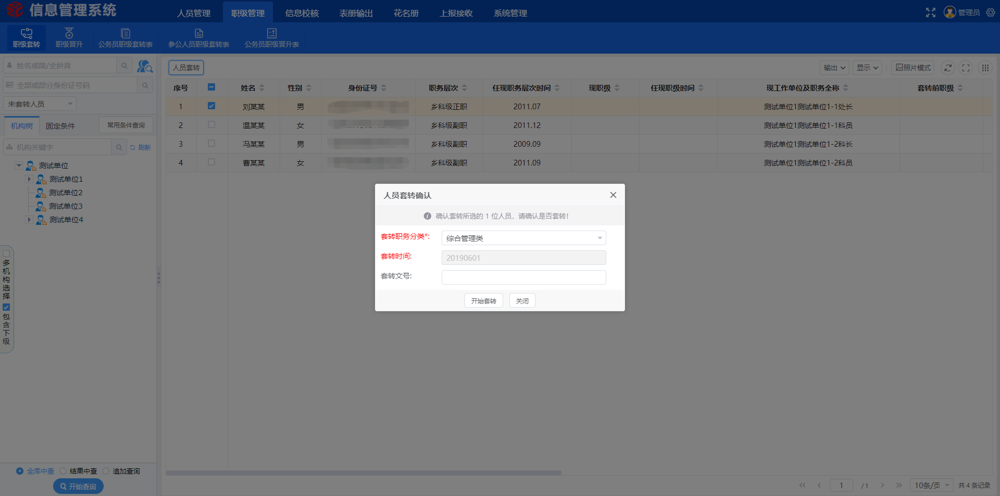 信息管理系统
人员管理 职级管理 信息校核 表册输出 花名册 上报接收 系统管理
管理员
职级套转 职级晋升 公务员职级套转表 参公人员职级套转表 公务员职级晋升表
姓名或简/全拼音
全部或部分身份证号码
未套转人员
机构树 固定条件 常用条件查询
机构关键字 刷新
测试单位
测试单位1
测试单位2
测试单位3
测试单位4
多机构选择
包含下级
全库中查 结果中查 追加查询
开始查询
人员套转 输出 显示 照片模式
序号 姓名 性别 身份证号 职务层次 任现职务层次时间 现职级 任现职级时间 现工作单位及职务全称 套转前职级
1 刘某某 男 乡科级正职 2011.07 测试单位1测试单位1-1处长
2 温某某 女 乡科级副职 2011.12 测试单位1测试单位1-1科员
3 冯某某 男 乡科级副职 2009.09 测试单位1测试单位1-2科长
4 曹某某 女 乡科级副职 2011.09 测试单位1测试单位1-2科员
人员套转确认
确认套转所选的 1 位人员，请确认是否套转!
套转职务分类*: 综合管理类
套转时间: 20190601
套转文号:
开始套转 关闭
1 /1 10条/页 共 4 条记录